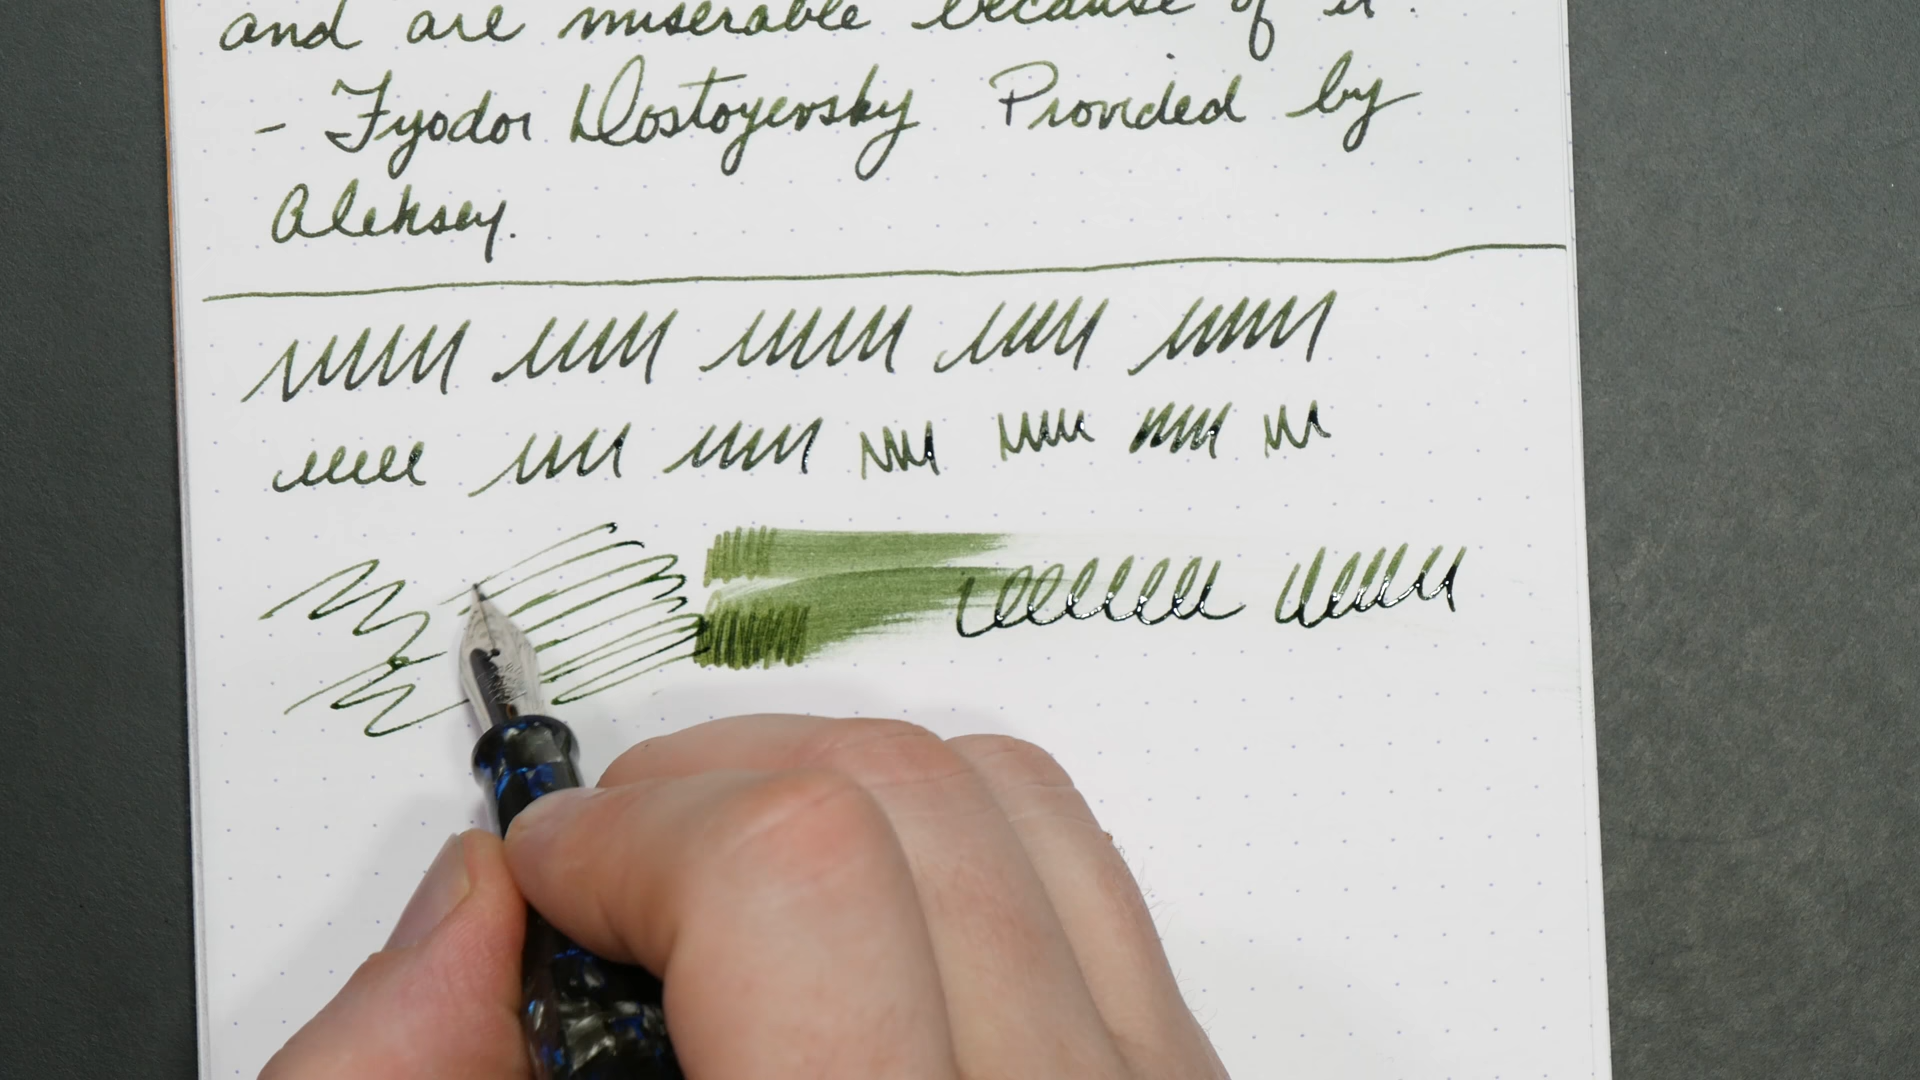 and are miserable because of it.
- Fyodor Dostoyevsky Provided by
Aleksey.